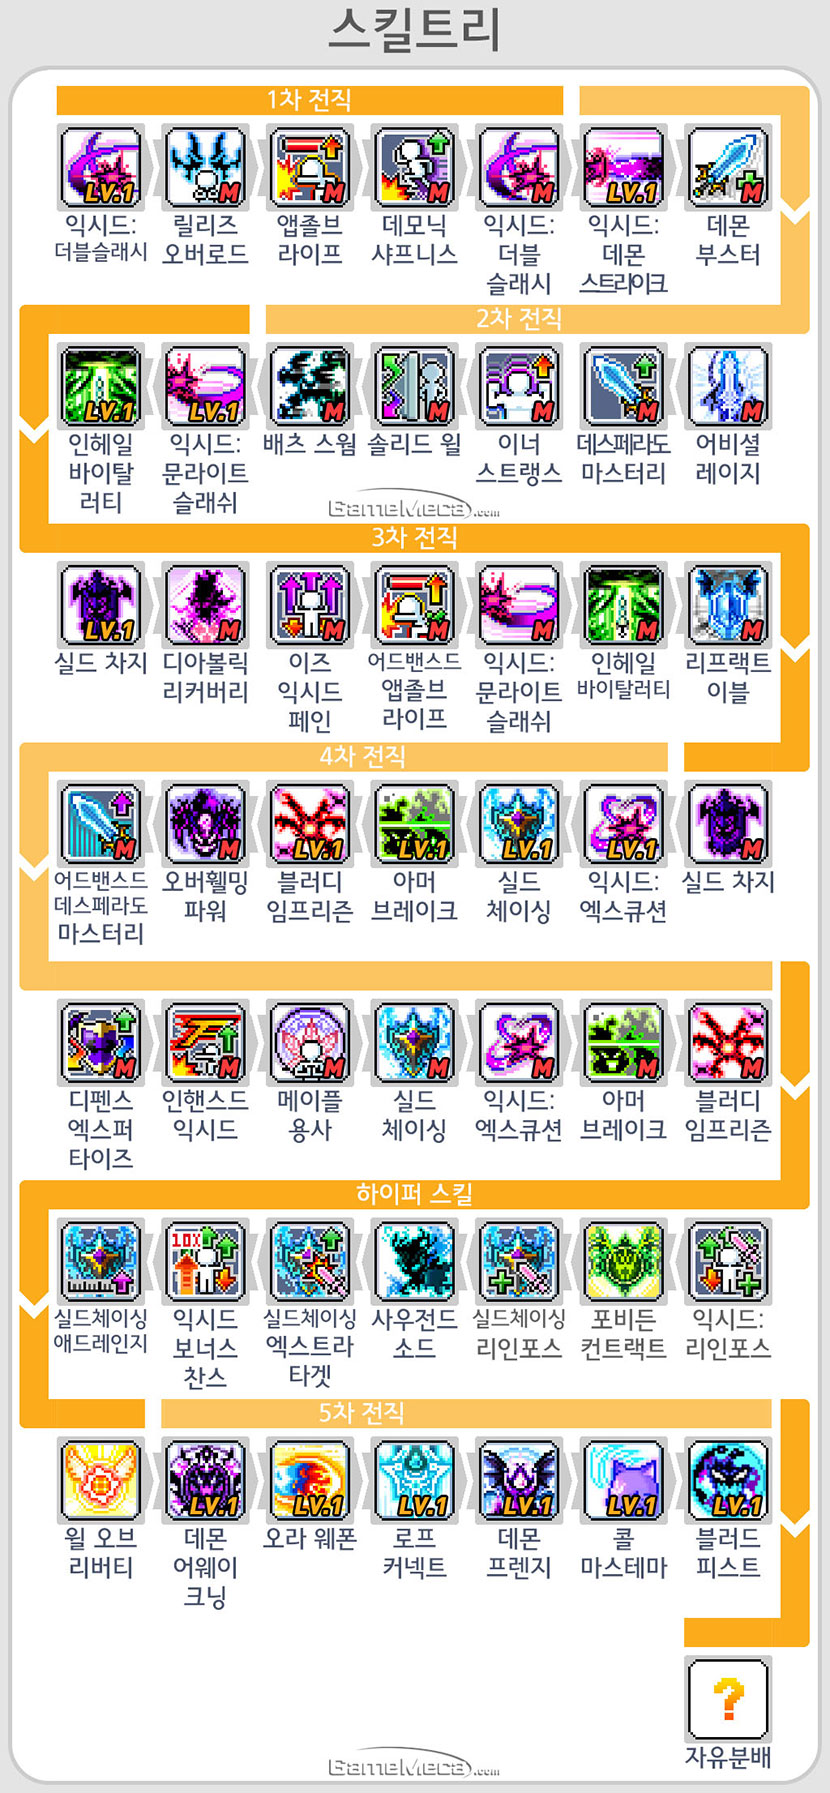 스킬트리
1차 전직
LV.1
M
M
M
M
LV.1
M
익시드:
더블슬래시
릴리즈
오버로드
앱졸브
라이프
데모닉
샤프니스
익시드:
더블
슬래시
익시드:
데몬
스트라이크
데몬
부스터
2차 전직
LV.1
LV.1
M
M
M
M
M
인헤일
바이탈
러티
익시드:
문라이트
슬래쉬
배츠 스웜
솔리드 윌
이너
스트랭스
데스페라도
마스터리
어비셜
레이지
GameMeca.com
3차 전직
LV.1
M
M
M
M
M
M
실드 차지
디아볼릭
리커버리
이즈
익시드
페인
어드밴스드
앱졸브
라이프
익시드:
문라이트
슬래쉬
인헤일
바이탈러티
리프랙트
이블
4차 전직
M
M
LV.1
LV.1
LV.1
LV.1
M
어드밴스드
데스페라도
마스터리
오버휄밍
파워
블러디
임프리즌
아머
브레이크
실드
체이싱
익시드:
엑스큐션
실드 차지
M
M
M
M
M
M
M
디펜스
엑스퍼
타이즈
인핸스드
익시드
메이플
용사
실드
체이싱
익시드:
엑스큐션
아머
브레이크
블러디
임프리즌
하이퍼 스킬
10%
실드체이싱
애드레인지
익시드
보너스
찬스
실드체이싱
엑스트라
타겟
사우전드
소드
실드체이싱
리인포스
포비든
컨트랙트
익시드:
리인포스
5차 전직
LV.1
LV.1
LV.1
LV.1
LV.1
LV.1
윌 오브
리버티
데몬
어웨이
크닝
오라 웨폰
로프
커넥트
데몬
프렌지
콜
마스테마
블러드
피스트
?
자유분배
GameMeca.com